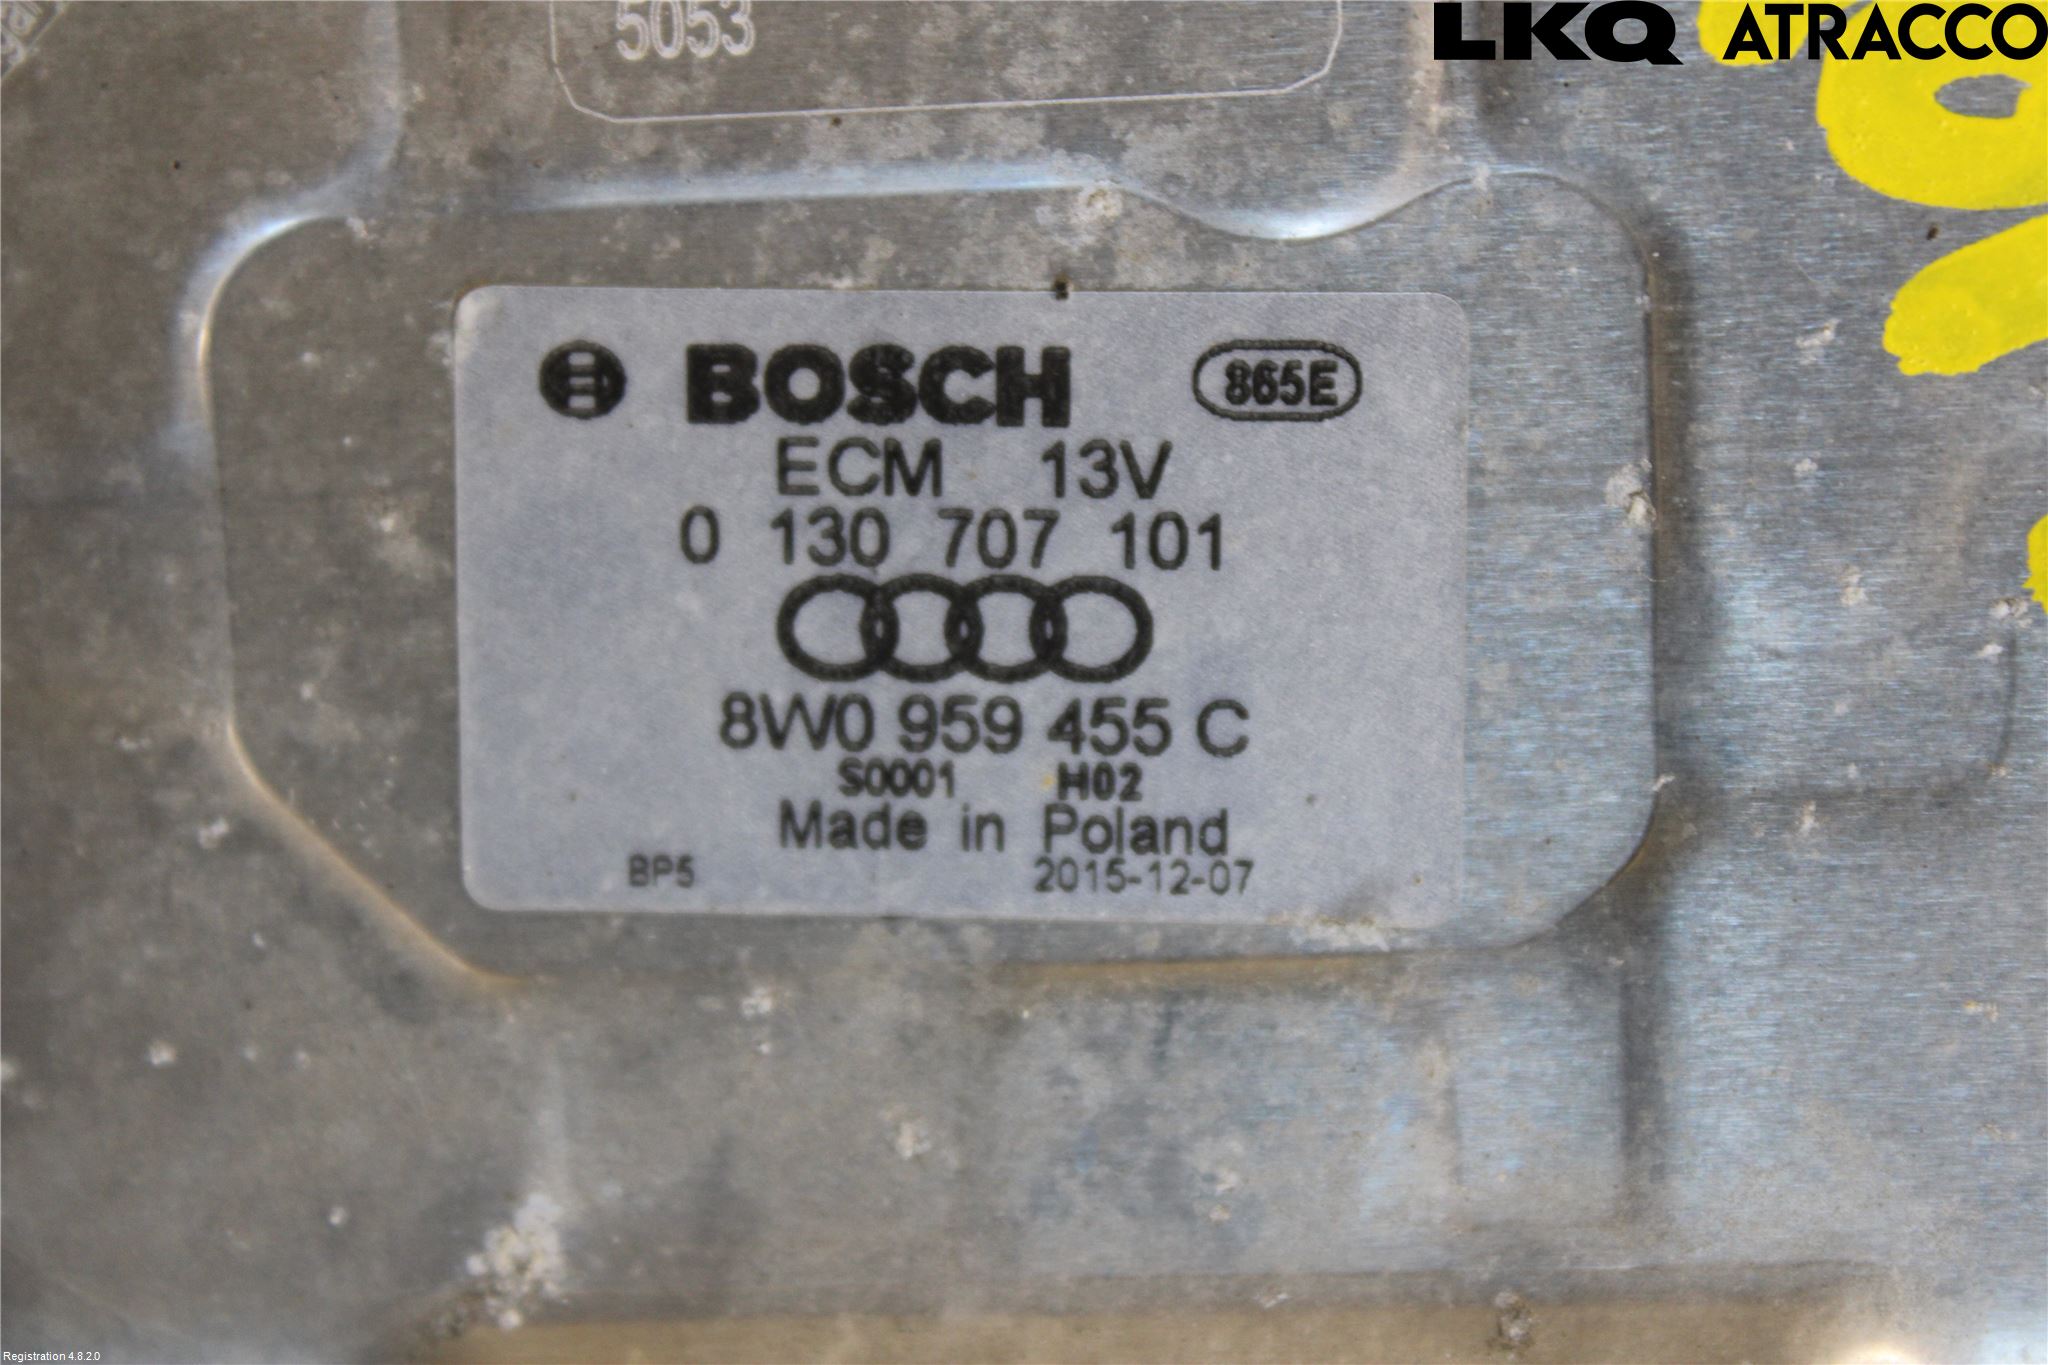 LKQ ATRACCO
5053
BOSCH 865E
ECM 13V
0 130 707 101
8W0 959 455 C
S0001 H02
Made in Poland
BP5 2015-12-07
Registration 4.8.2.0